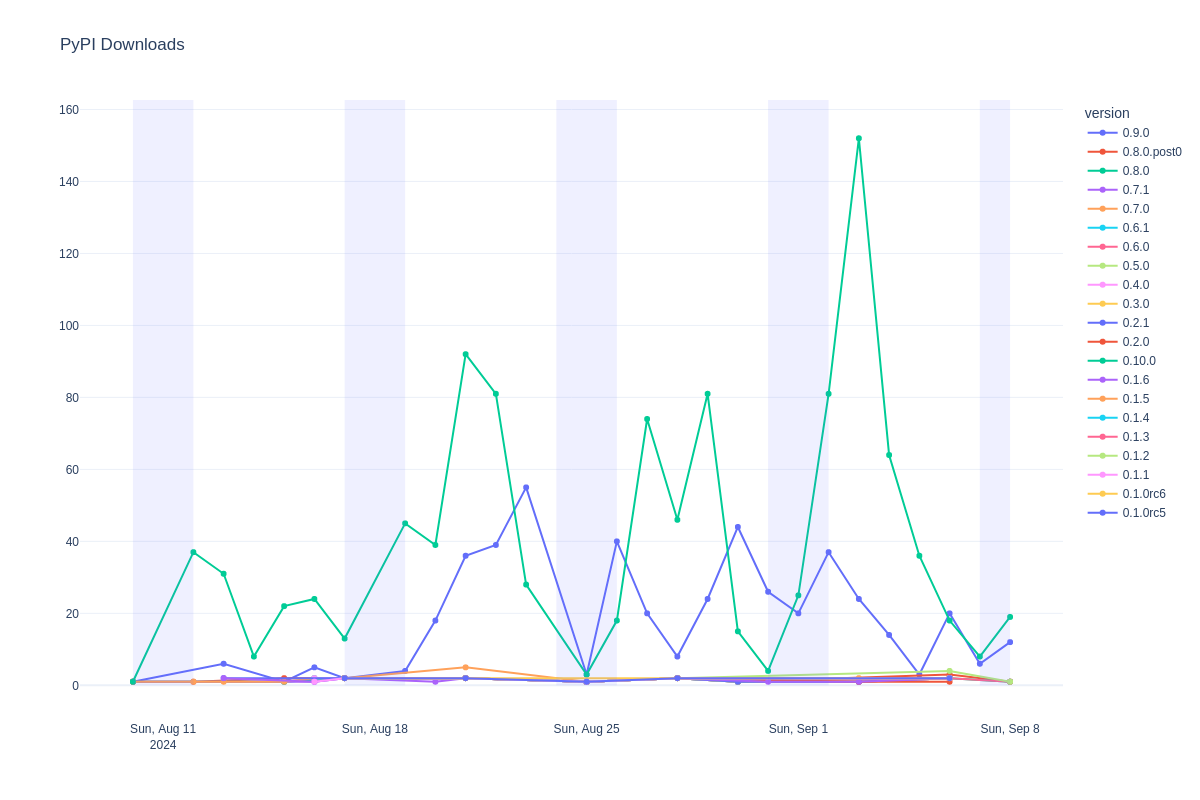 PyPI Downloads
160
140
120
100
80
60
40
20
0
Sun, Aug 11
2024
Sun, Aug 18
Sun, Aug 25
Sun, Sep 1
Sun, Sep 8
version
0.9.0
0.8.0.post0
0.8.0
0.7.1
0.7.0
0.6.1
0.6.0
0.5.0
0.4.0
0.3.0
0.2.1
0.2.0
0.10.0
0.1.6
0.1.5
0.1.4
0.1.3
0.1.2
0.1.1
0.1.0rc6
0.1.0rc5